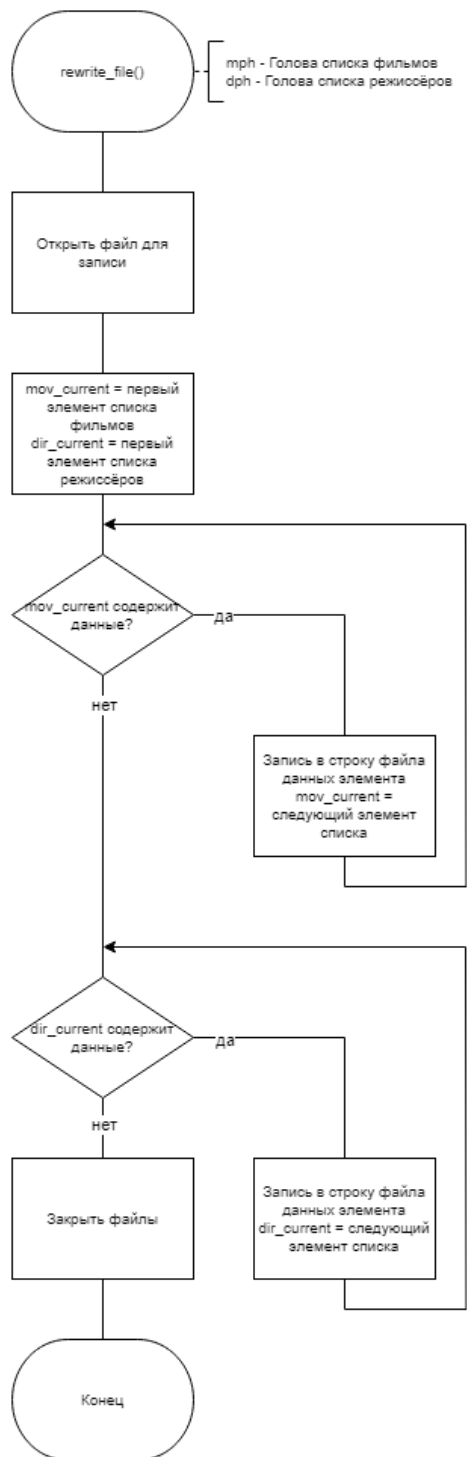 rewrite_file()
mph - Голова списка фильмов
dph - Голова списка режиссёров
Открыть файл для
записи
mov_current = первый
элемент списка
фильмов
dir_current = первый
элемент списка
режиссёров
mov_current содержит
данные?
да
нет
Запись в строку файла
данных элемента
mov_current =
следующий элемент
списка
dir_current содержит
данные?
да
нет
Закрыть файлы
Запись в строку файла
данных элемента
dir_current = следующий
элемент списка
Конец